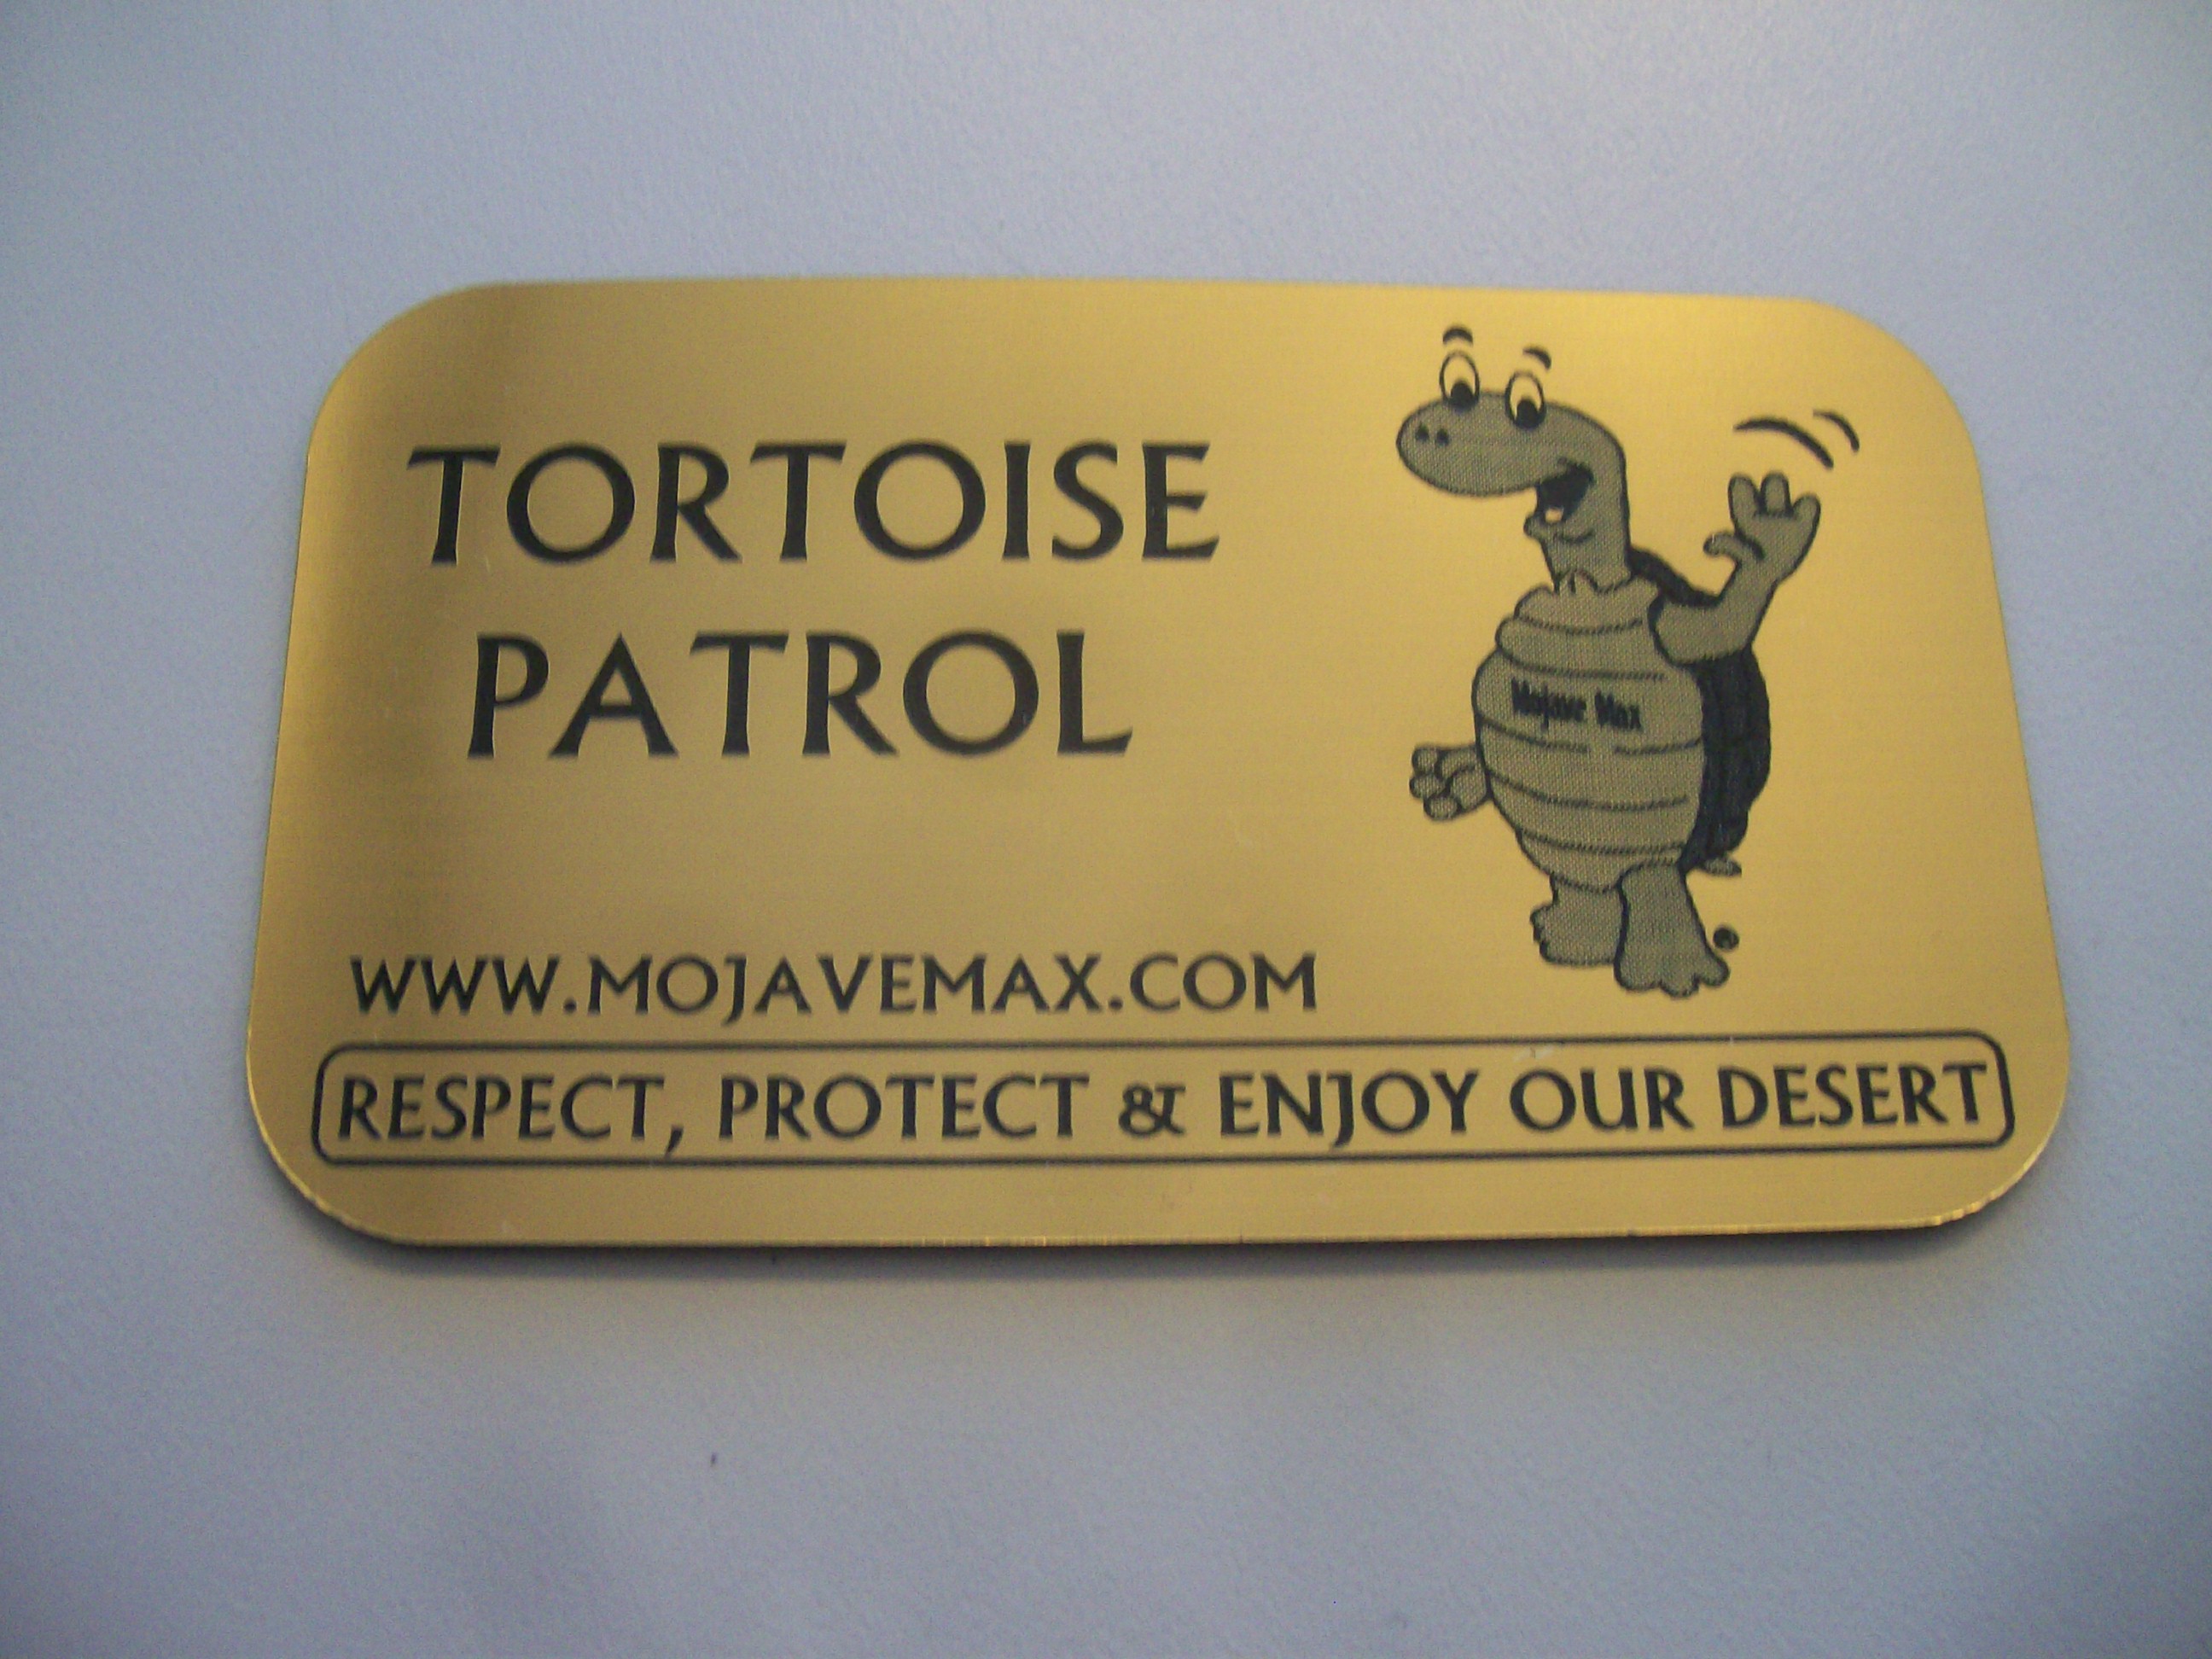 TORTOISE
PATROL
Mojave Max
WWW.MOJAVEMAX.COM
RESPECT, PROTECT & ENJOY OUR DESERT